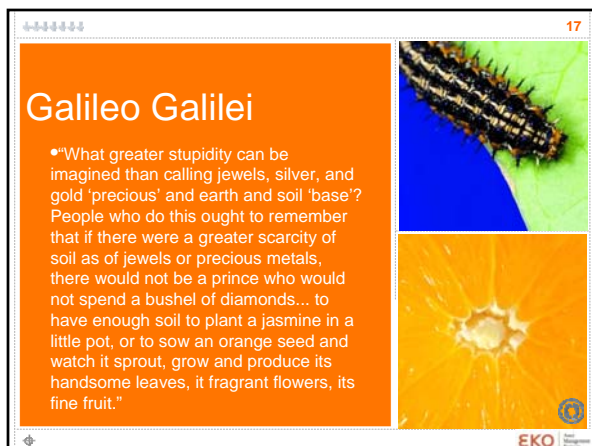 17
Galileo Galilei
•“What greater stupidity can be
imagined than calling jewels, silver, and
gold ‘precious’ and earth and soil ‘base’?
People who do this ought to remember
that if there were a greater scarcity of
soil as of jewels or precious metals,
there would not be a prince who would
not spend a bushel of diamonds... to
have enough soil to plant a jasmine in a
little pot, or to sow an orange seed and
watch it sprout, grow and produce its
handsome leaves, it fragrant flowers, its
fine fruit.”
EKO Asset Management